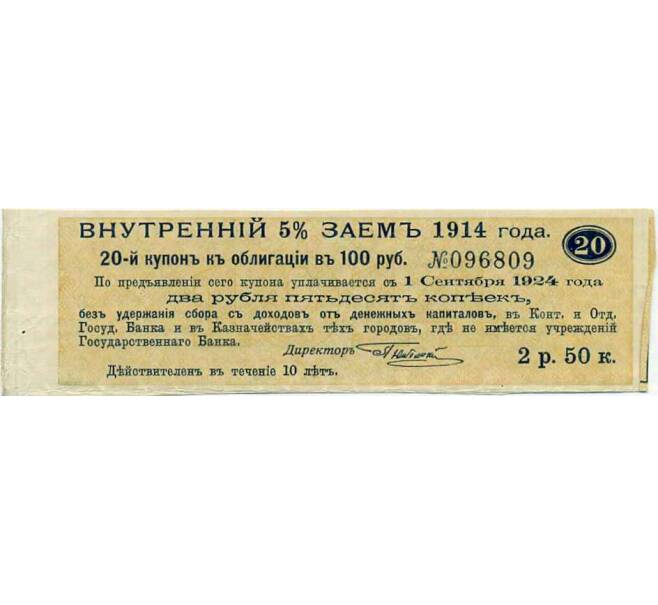 ВНУТРЕННІЙ 5% ЗАЕМЪ 1914 года.
20
20-й купонъ къ облигаціи въ 100 руб. №096809
По предъявленіи сего купона уплачивается съ 1 Сентября 1924 года
два рубля пятьдесятъ копѣекъ,
безъ удержанія сбора съ доходовъ отъ денежныхъ капиталовъ, въ Конт. и Отд.
Госуд. Банка и въ Казначействахъ тѣхъ городовъ, гдѣ не имѣется учрежденій
Государственнаго Банка.
Директоръ
2 р. 50 к.
Дѣйствителенъ въ теченіе 10 лѣтъ.